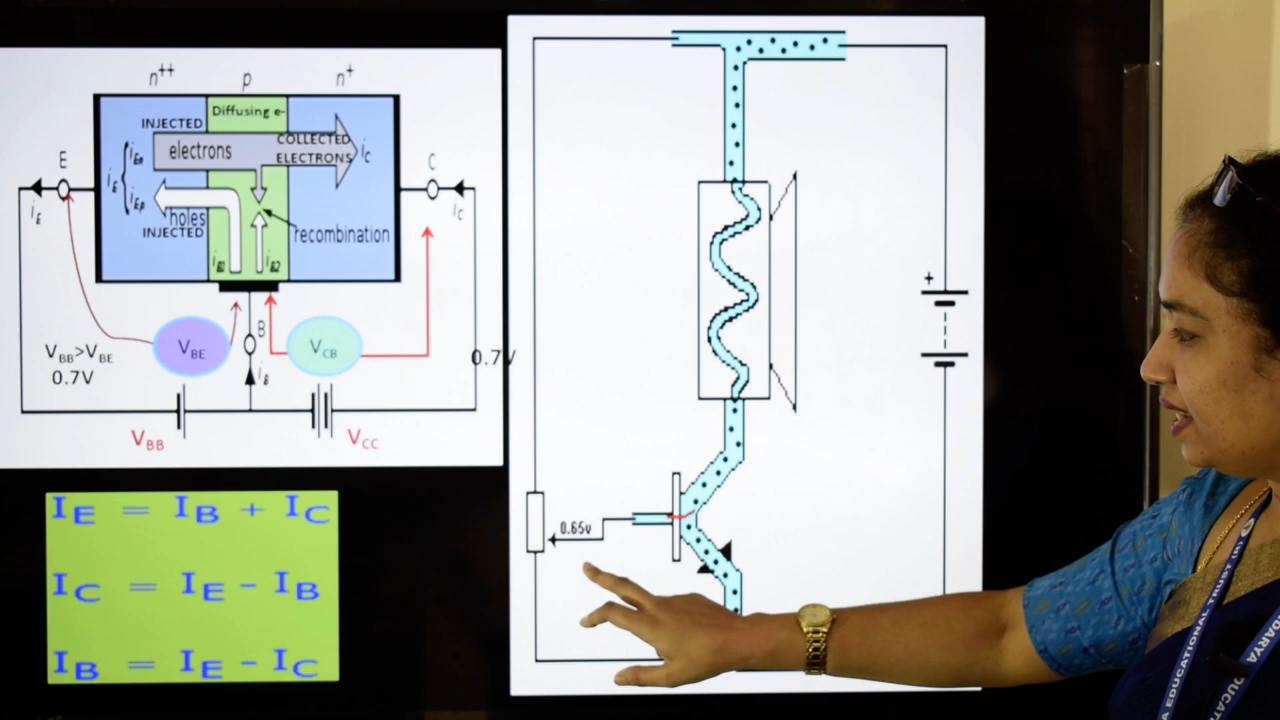 n++ p n+
Diffusing e-
INJECTED
electrons
COLLECTED
ELECTRONS
iC
iE
iEn
iEp
holes
INJECTED
recombination
iB1 iB2
E
iE
C
iC
B
iB
VBE
VCB
VBB>VBE
0.7V
VBB
VCC
0.7V
IE = IB + IC
IC = IE - IB
IB = IE - IC
+
0.65v
A EDUCATIONAL TRUST (R)